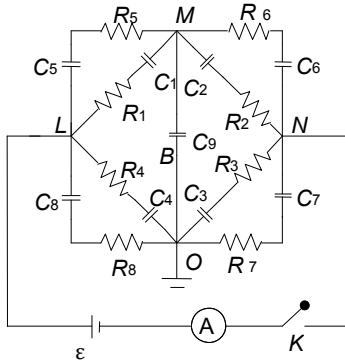 R5 M R 6
C5 C1 C2 C6
R1 R2
L B C9 N
R4 R3
C8 C4 C3 C7
R8 O R 7
A
ε K